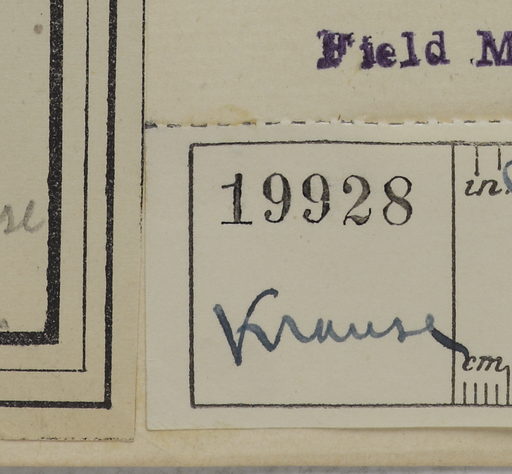 Field M
19928
in.
Krause
cm